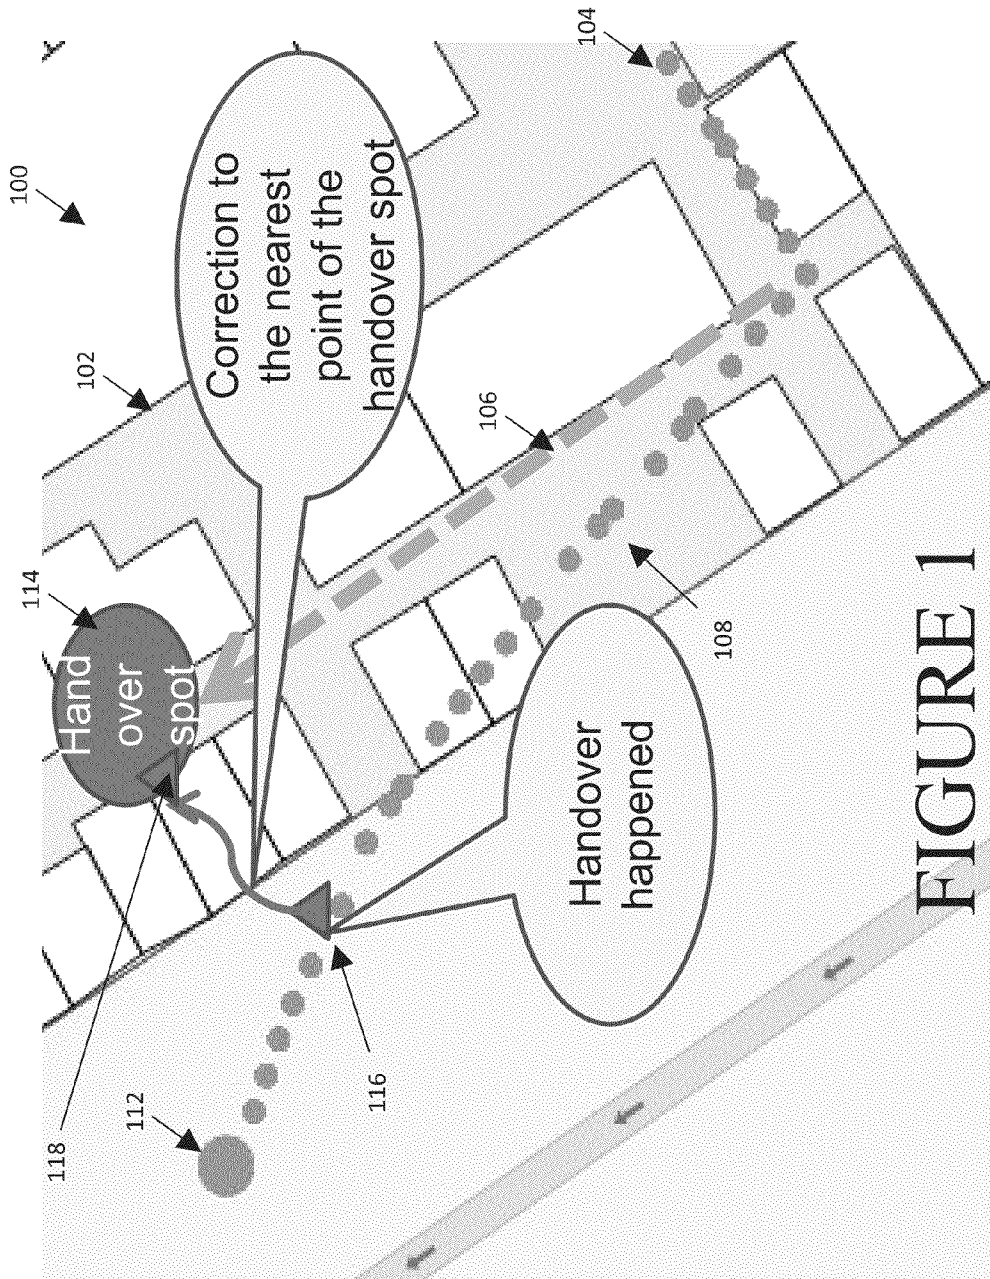 100
102
104
Correction to
the nearest
point of the
handover spot
106
114
Hand
over
spot
108
118
112
116
Handover
happened
FIGURE 1